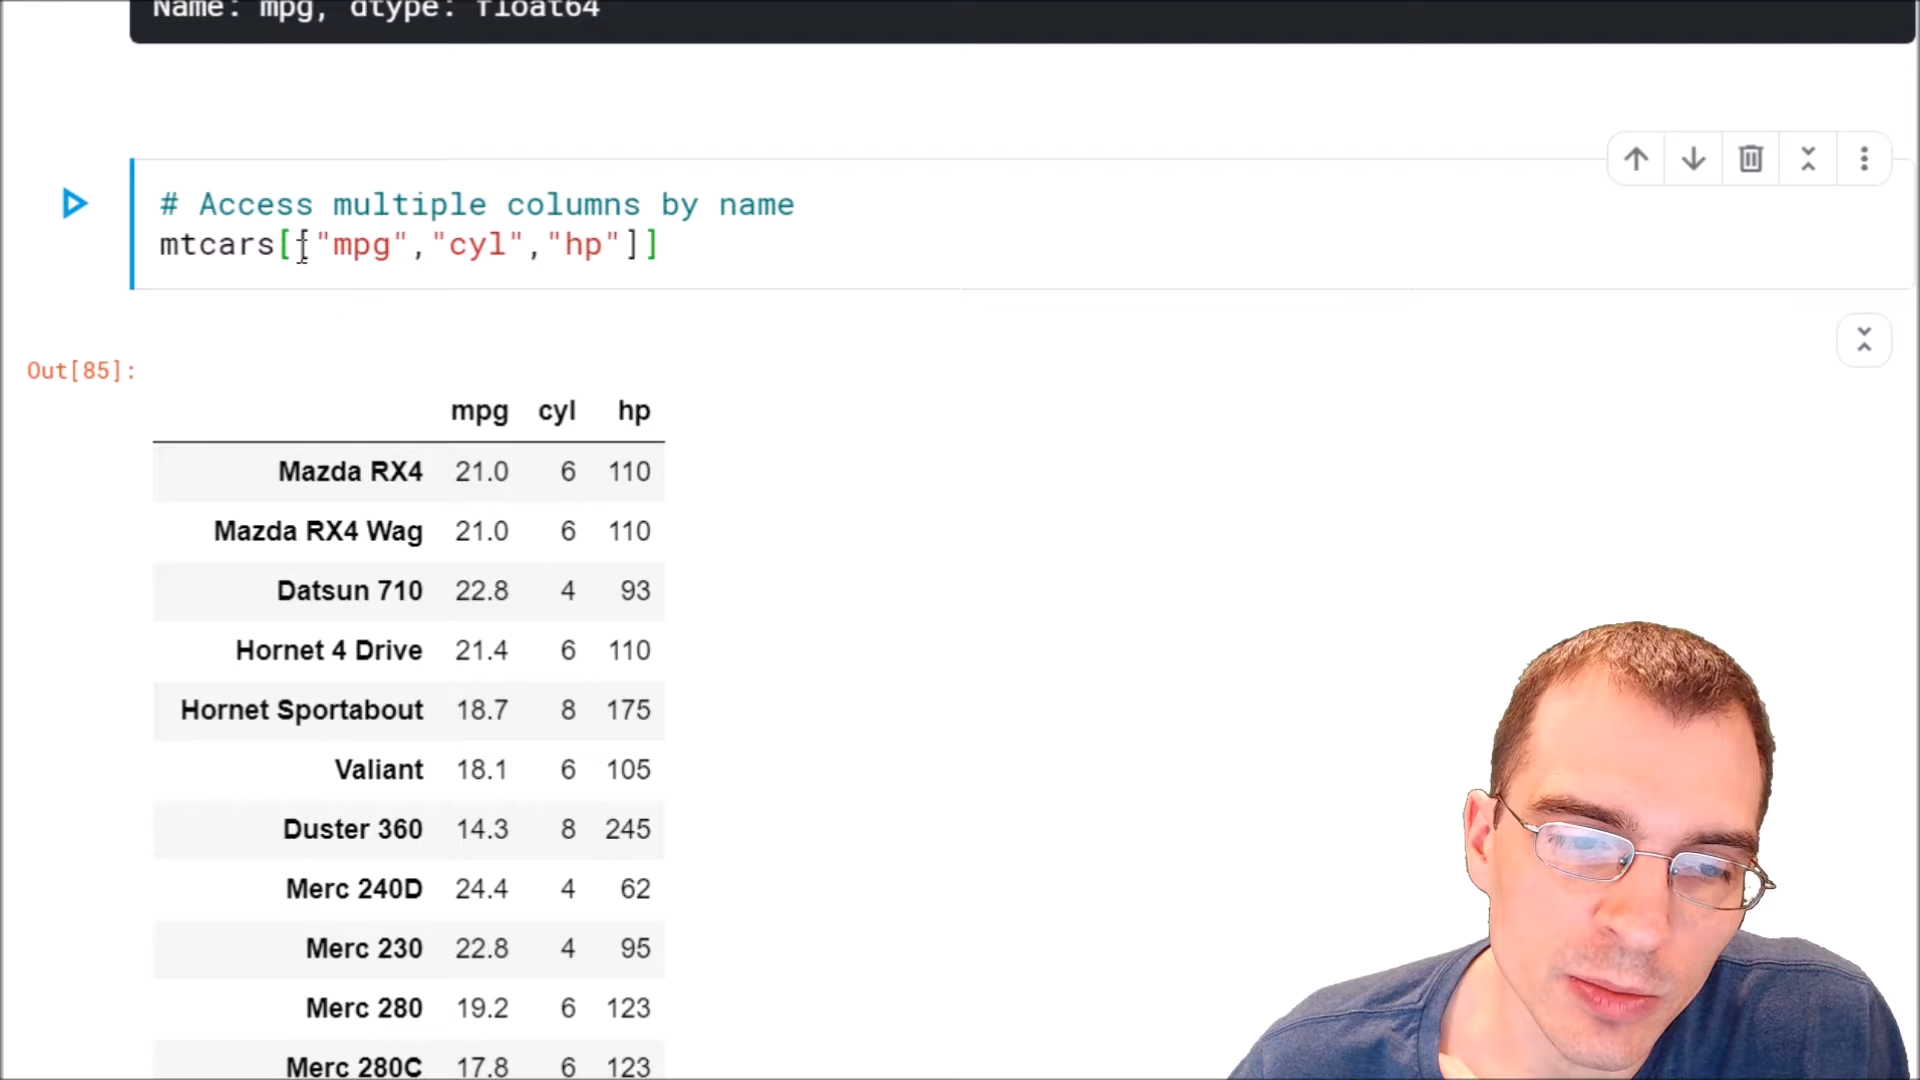 Name: mpg, dtype: float64
# Access multiple columns by name
mtcars[["mpg","cyl","hp"]]
Out[85]:
mpg cyl hp
Mazda RX4 21.0 6 110
Mazda RX4 Wag 21.0 6 110
Datsun 710 22.8 4 93
Hornet 4 Drive 21.4 6 110
Hornet Sportabout 18.7 8 175
Valiant 18.1 6 105
Duster 360 14.3 8 245
Merc 240D 24.4 4 62
Merc 230 22.8 4 95
Merc 280 19.2 6 123
Merc 280C 17.8 6 123